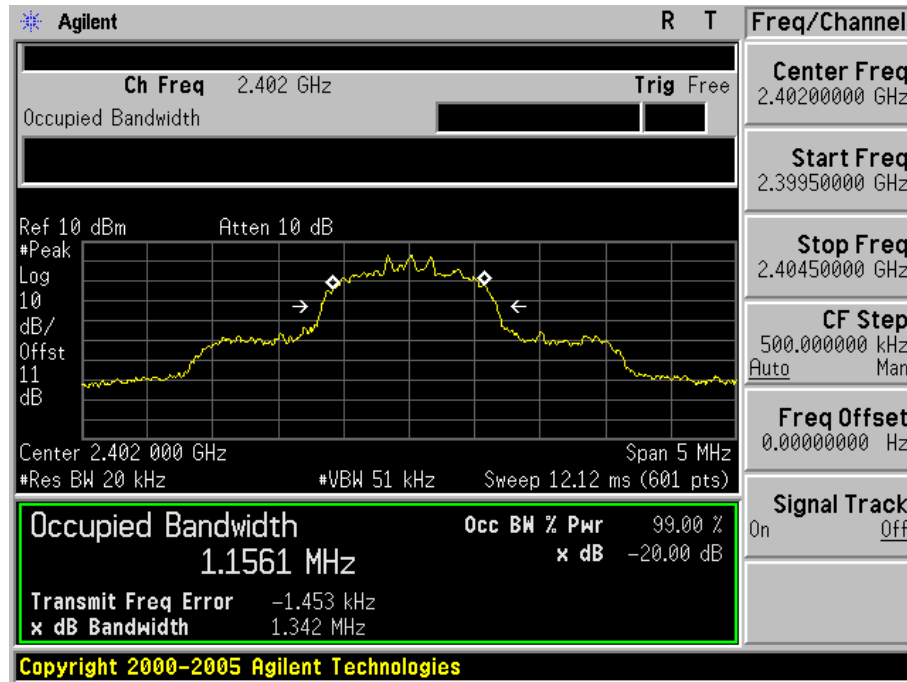 Agilent R T
Freq/Channel
Ch Freq 2.402 GHz Trig Free
Occupied Bandwidth
Center Freq
2.40200000 GHz
Start Freq
2.39950000 GHz
Stop Freq
2.40450000 GHz
CF Step
500.000000 kHz
Auto Man
Freq Offset
0.00000000 Hz
Signal Track
On Off
Ref 10 dBm Atten 10 dB
#Peak
Log
10
dB/
Offst
11
dB
Center 2.402 000 GHz Span 5 MHz
#Res BW 20 kHz #VBW 51 kHz Sweep 12.12 ms (601 pts)
Occupied Bandwidth
1.1561 MHz
Occ BW % Pwr 99.00 %
x dB -20.00 dB
Transmit Freq Error -1.453 kHz
x dB Bandwidth 1.342 MHz
Copyright 2000-2005 Agilent Technologies